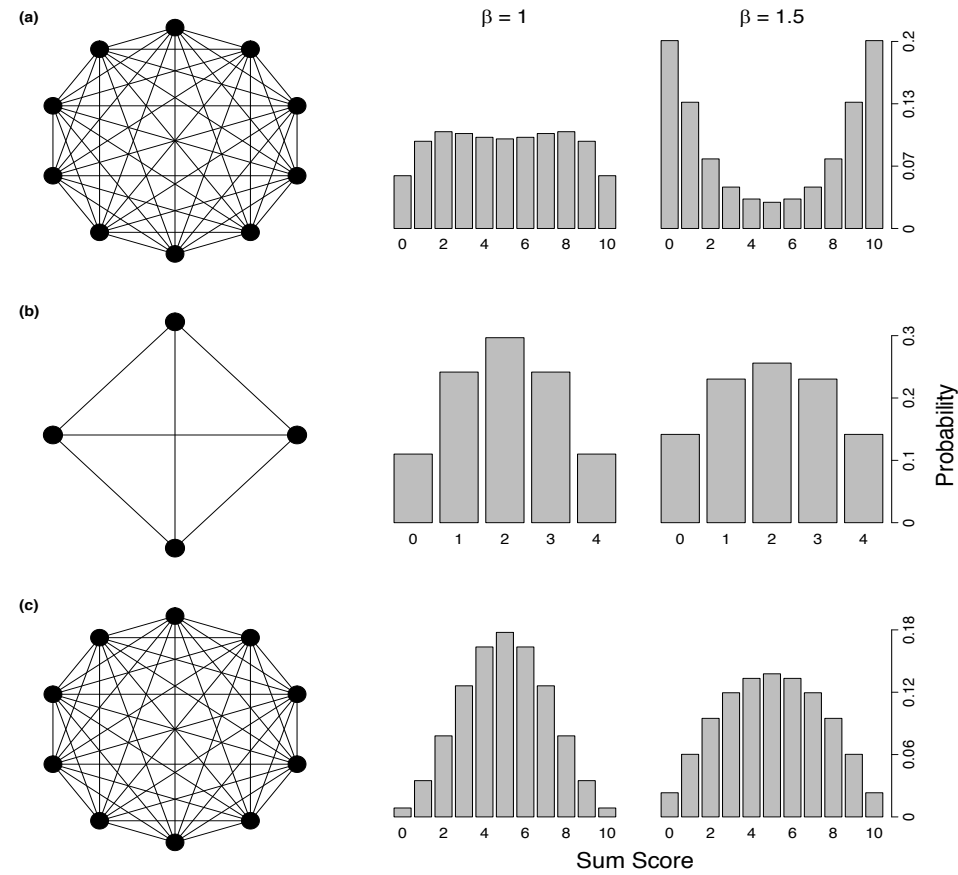 (a)
β = 1
β = 1.5
0 2 4 6 8 10
0 2 4 6 8 10
0 0.07 0.13 0.2
(b)
0 1 2 3 4
0 1 2 3 4
0 0.1 0.2 0.3
Probability
(c)
0 2 4 6 8 10
0 2 4 6 8 10
0 0.06 0.12 0.18
Sum Score